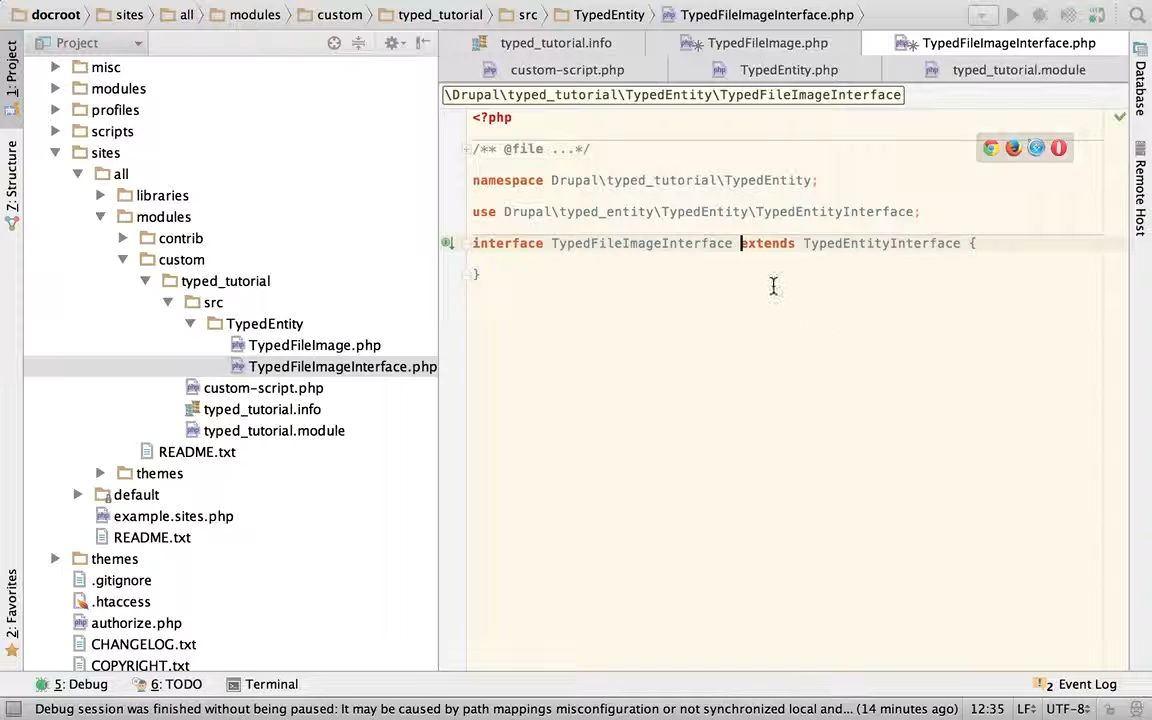 docroot sites all modules custom typed_tutorial src TypedEntity TypedFileImageInterface.php
1: Project
Z: Structure
2: Favorites
Project
misc
modules
profiles
scripts
sites
all
libraries
modules
contrib
custom
typed_tutorial
src
TypedEntity
TypedFileImage.php
TypedFileImageInterface.php
custom-script.php
typed_tutorial.info
typed_tutorial.module
README.txt
themes
default
example.sites.php
README.txt
themes
.gitignore
.htaccess
authorize.php
CHANGELOG.txt
COPYRIGHT.txt
typed_tutorial.info TypedFileImage.php TypedFileImageInterface.php
custom-script.php TypedEntity.php typed_tutorial.module
\Drupal\typed_tutorial\TypedEntity\TypedFileImageInterface
<?php
/** @file ...*/
namespace Drupal\typed_tutorial\TypedEntity;
use Drupal\typed_entity\TypedEntity\TypedEntityInterface;
interface TypedFileImageInterface extends TypedEntityInterface {
}
Database
Remote Host
5: Debug 6: TODO Terminal 2 Event Log
Debug session was finished without being paused: It may be caused by path mappings misconfiguration or not synchronized local and... (14 minutes ago) 12:35 LF UTF-8